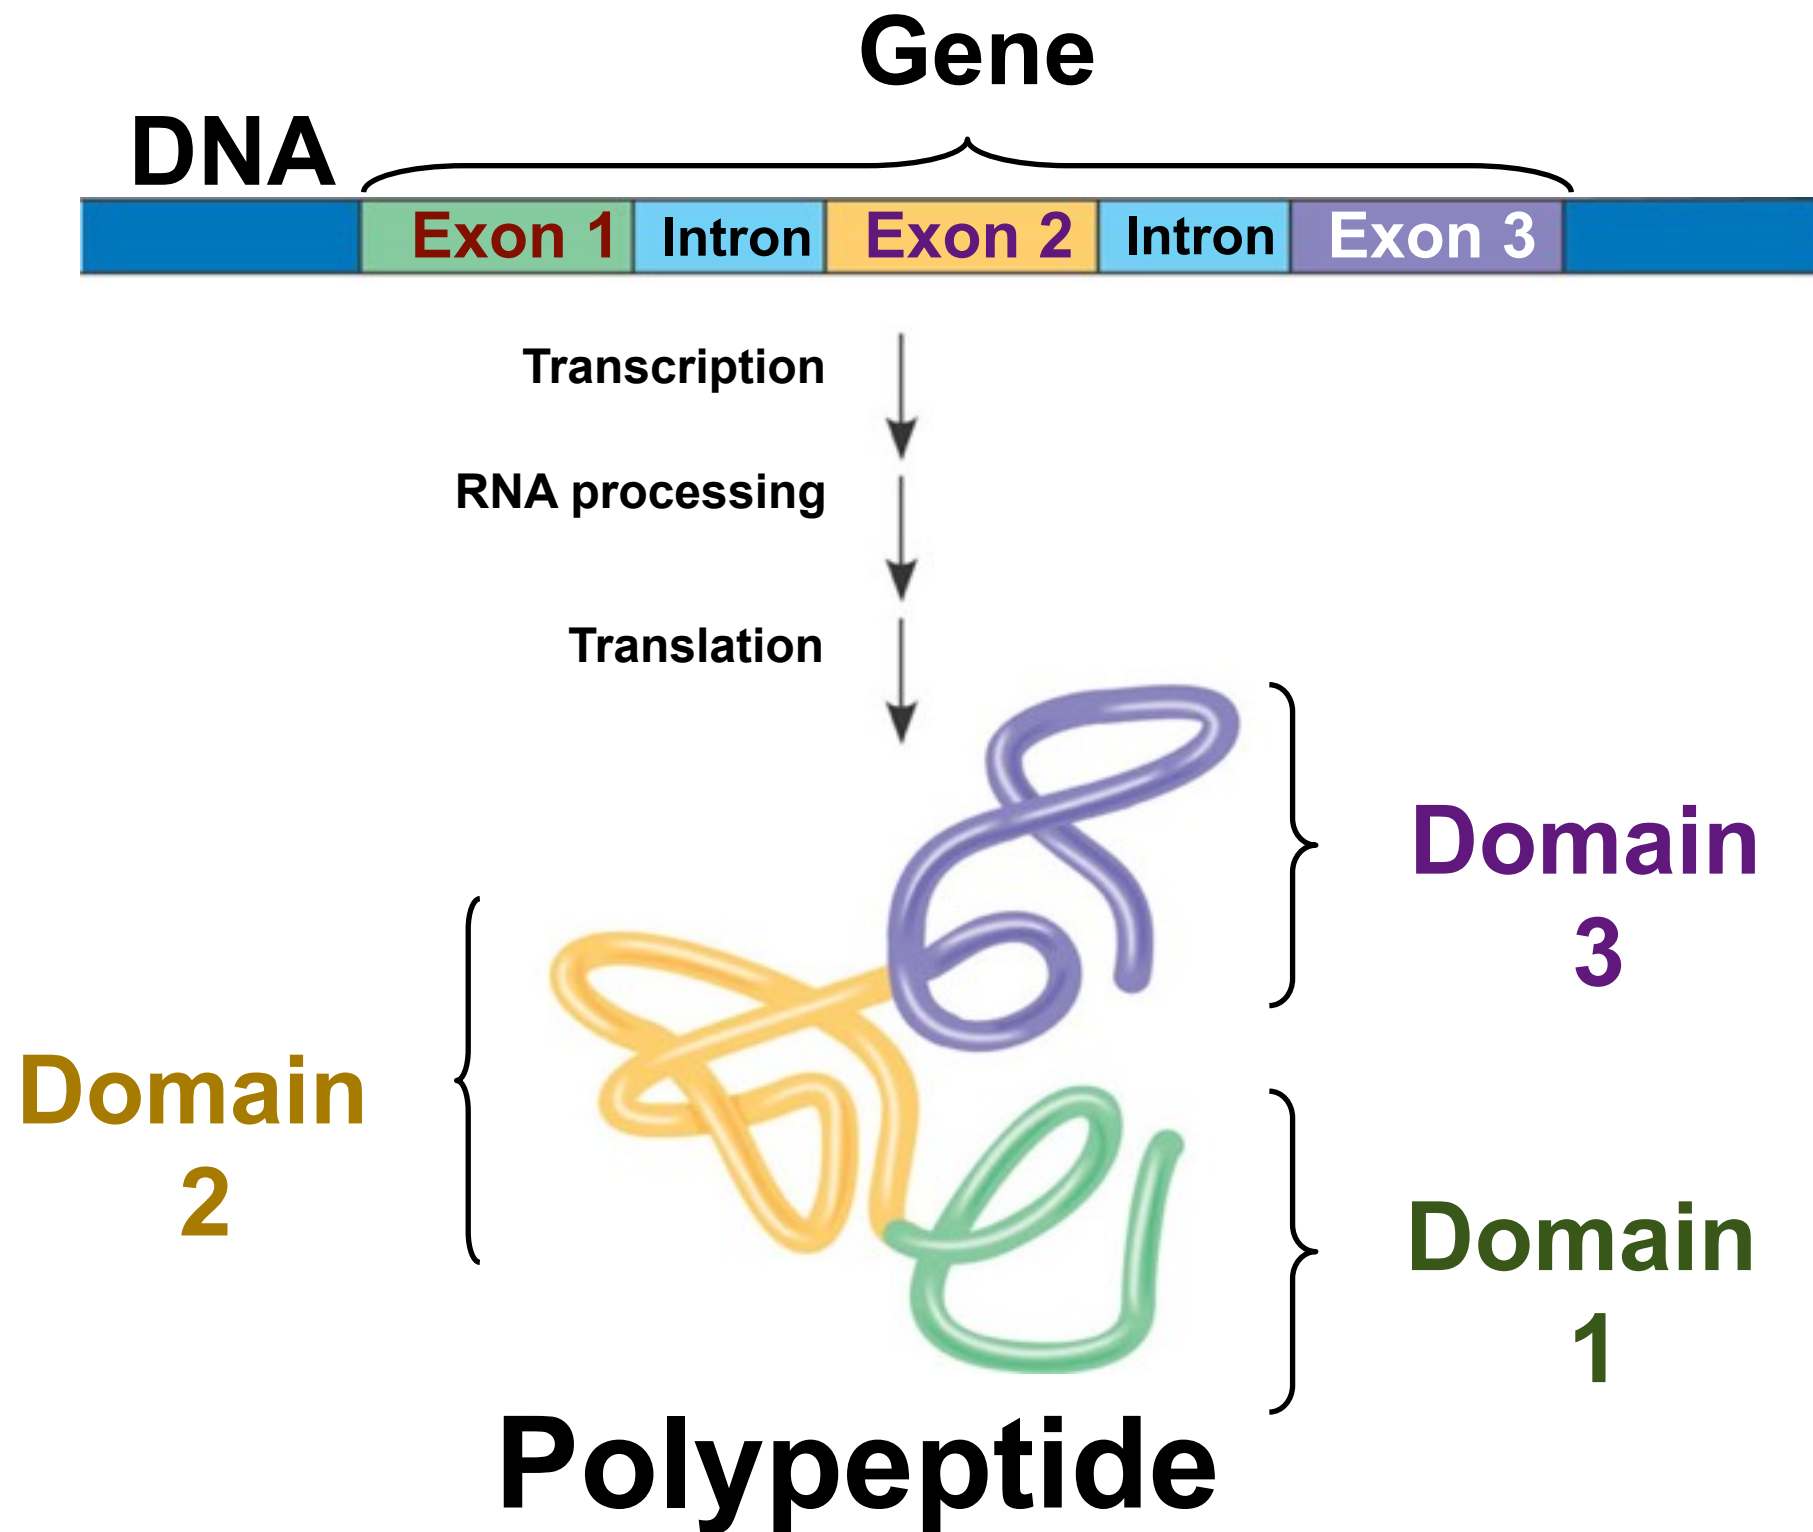 Gene
DNA
Exon 1 Intron Exon 2 Intron Exon 3
Transcription
RNA processing
Translation
Domain
3
Domain
2
Domain
1
Polypeptide